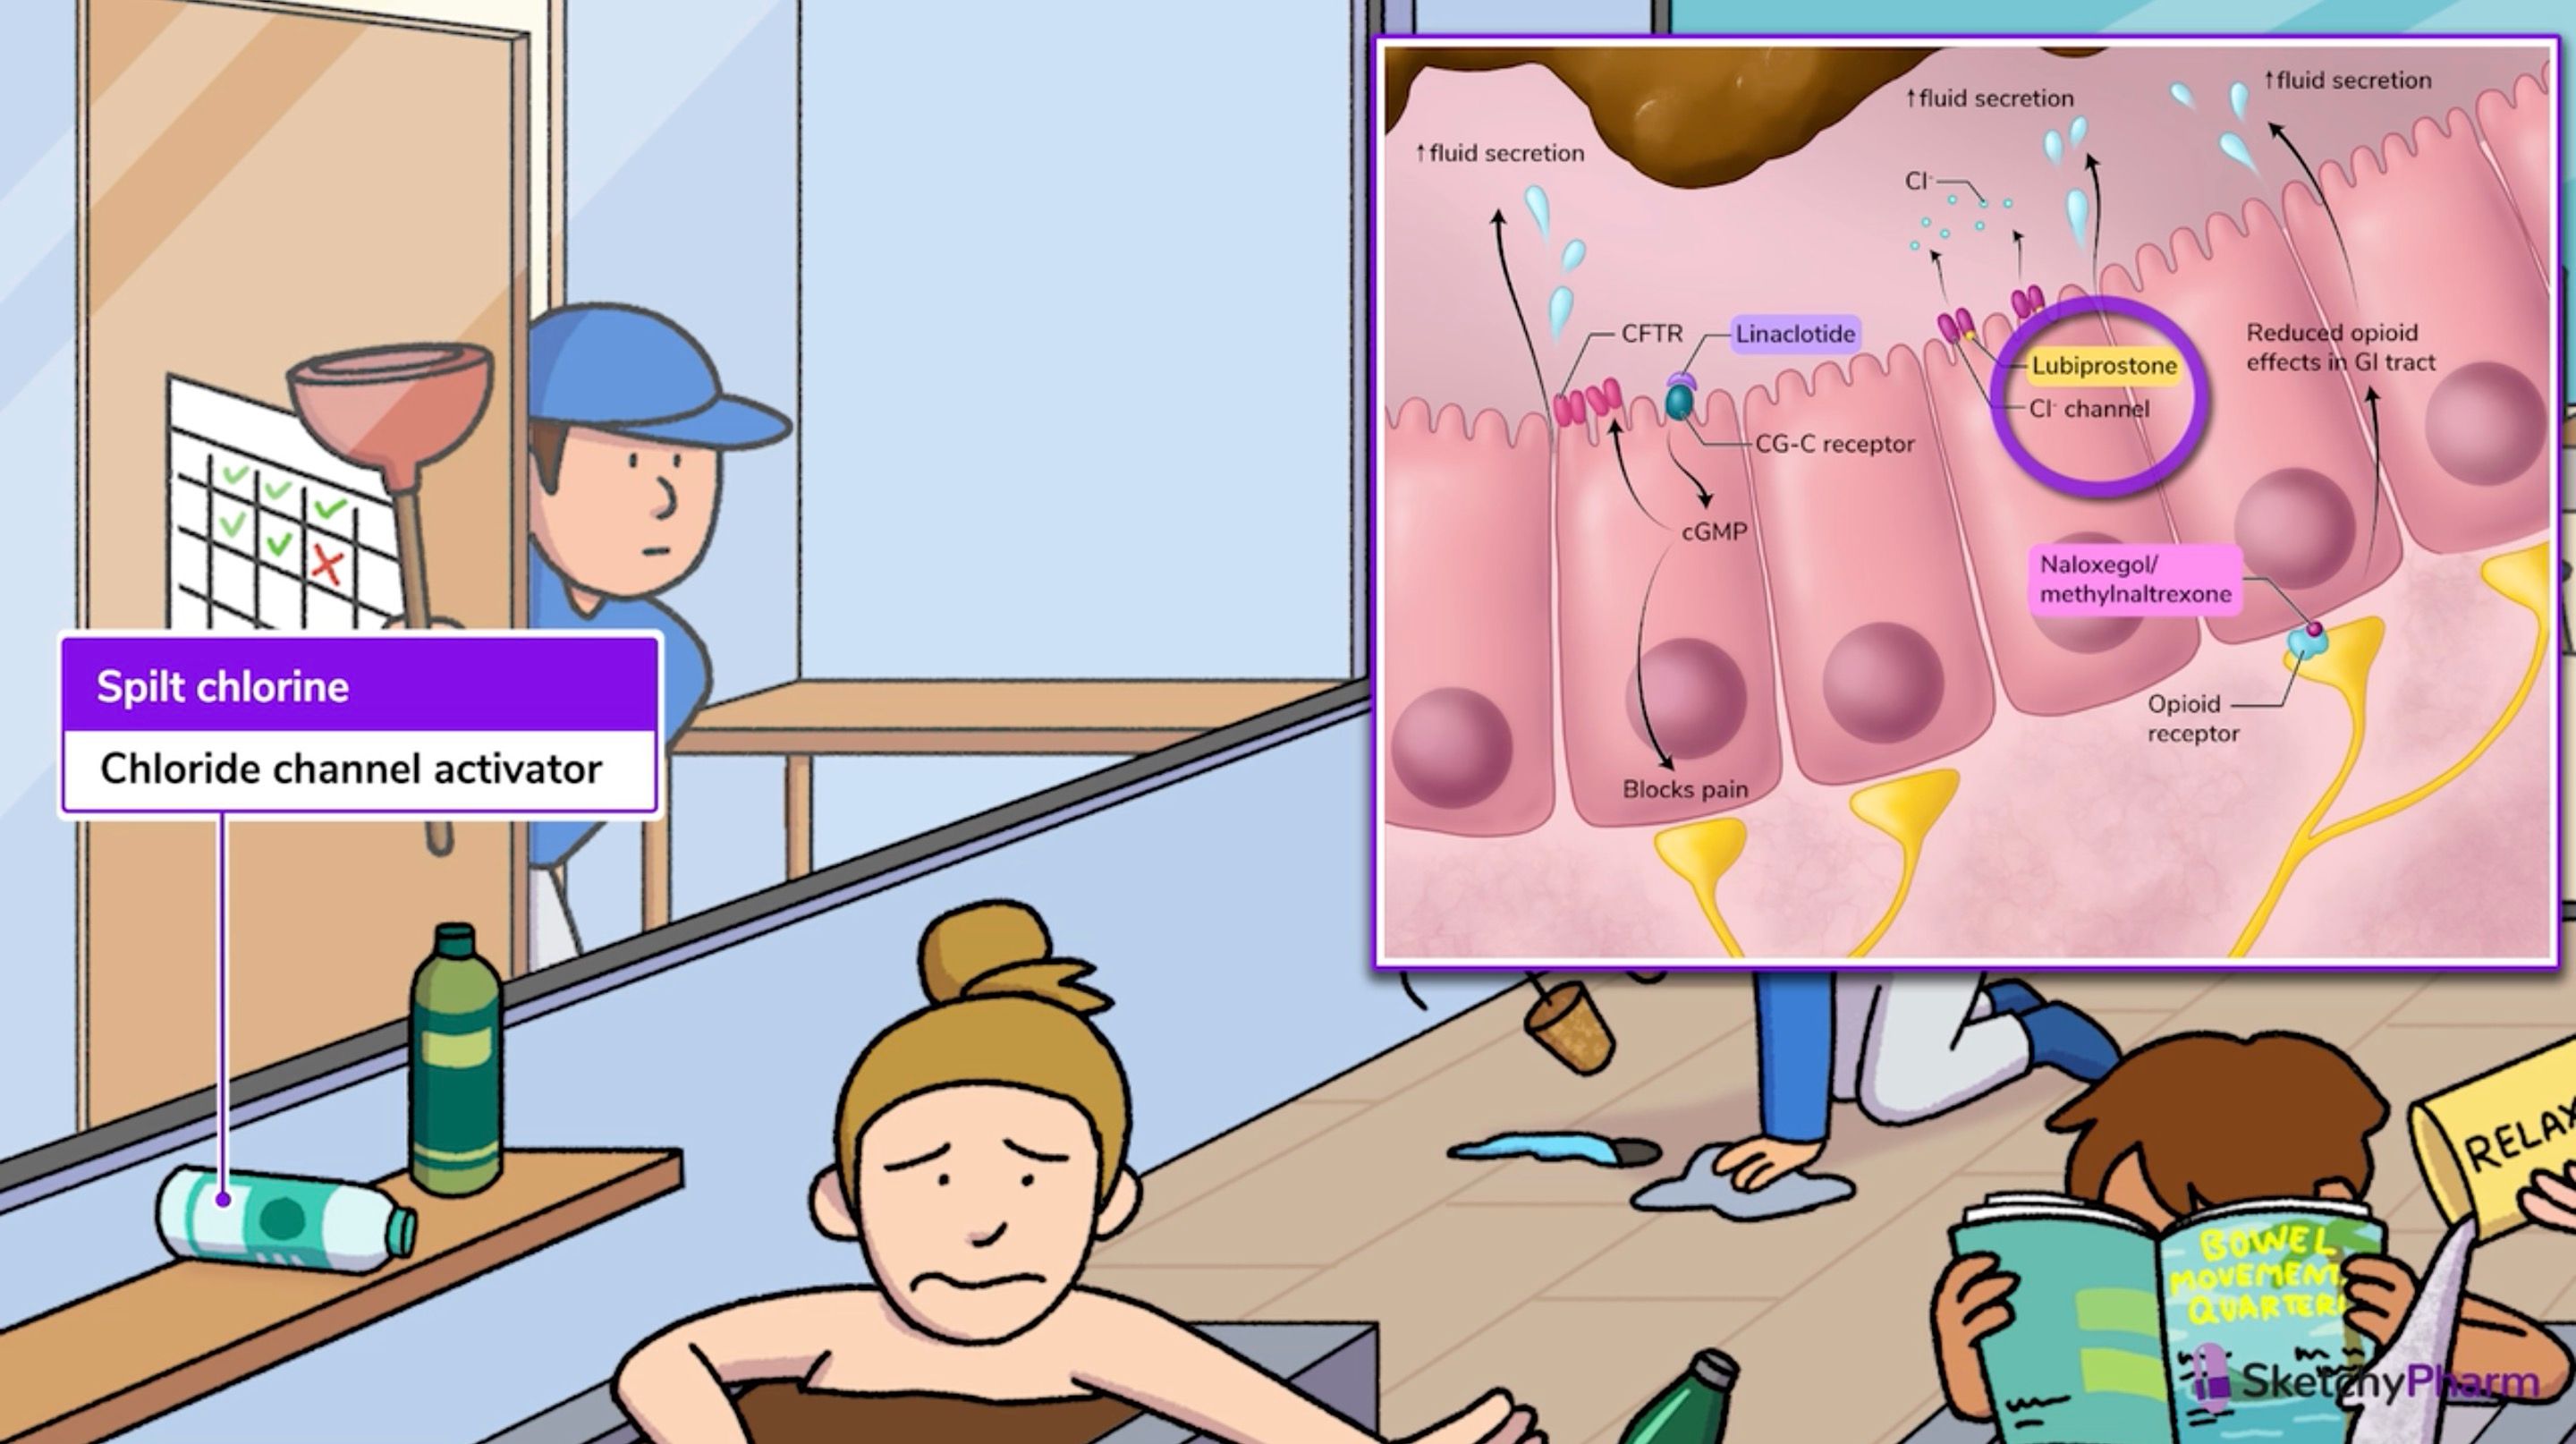 Spilt chlorine
Chloride channel activator
↑fluid secretion
↑fluid secretion
↑fluid secretion
Cl⁻
CFTR
Linaclotide
CG-C receptor
cGMP
Blocks pain
Lubiprostone
Cl⁻ channel
Reduced opioid
effects in GI tract
Naloxegol/
methylnaltrexone
Opioid
receptor
RELAX
BOWEL
MOVEMENT
QUARTER
SketchyPharm